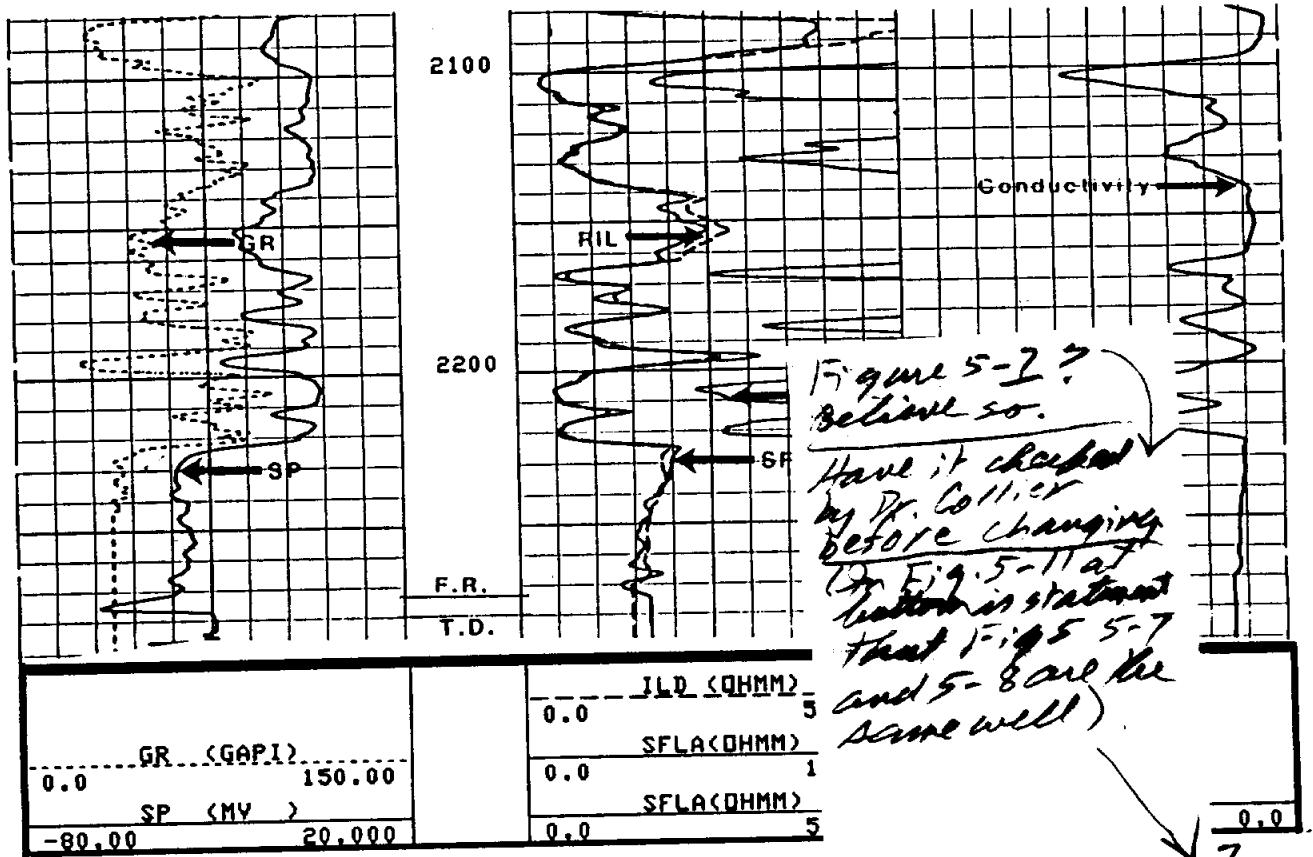 2100
Conductivity
GR
RIL
2200
SP
SF
F.R.
T.D.
Figure 5-7?
Believe so.
Have it checked
by Dr. Collier
before changing
(On Fig. 5-11 at
bottom is statement
that Figs 5-7
and 5-8 are the
same well)
?
GR (GAPI)
0.0 150.00
SP (MV )
-80.00 20.000
ILD (OHMM)
0.0 5
SFLA(OHMM)
0.0 1
SFLA(OHMM)
0.0 5
0.0